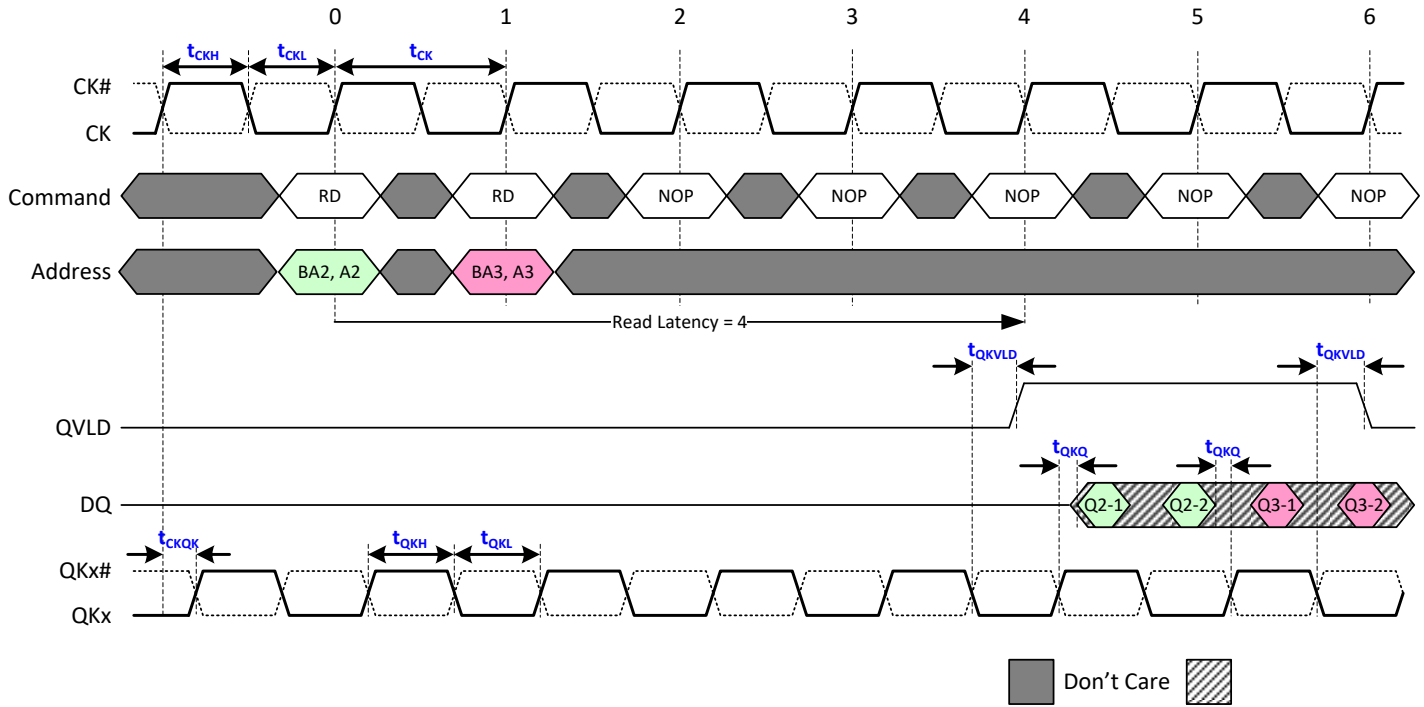 0 1 2 3 4 5 6
tCKH tCKL tCK
CK#
CK
Command RD RD NOP NOP NOP NOP NOP
Address BA2, A2 BA3, A3
Read Latency = 4
tQKVLD tQKVLD
QVLD
tQKQ tQKQ
DQ Q2-1 Q2-2 Q3-1 Q3-2
tCKQK tQKH tQKL
QKx#
QKx
Don't Care